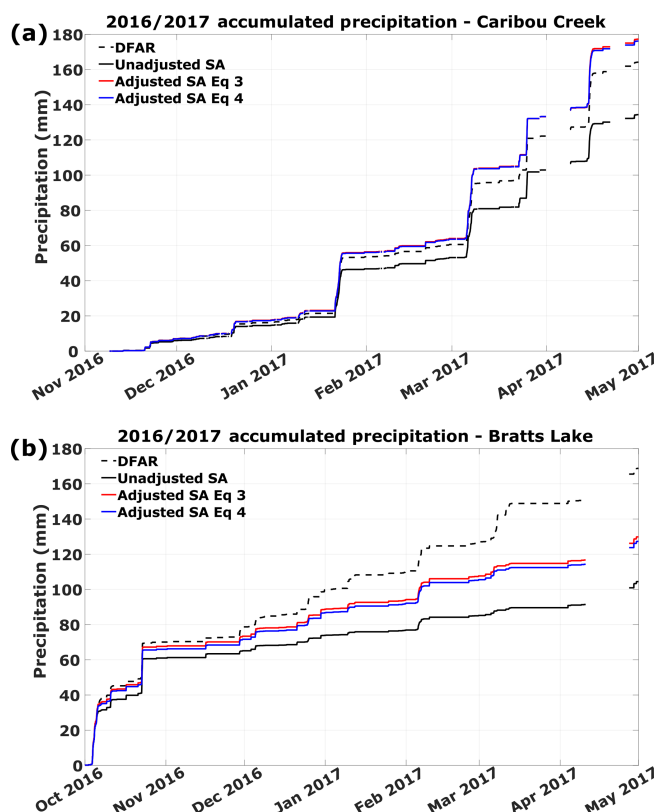 (a)
2016/2017 accumulated precipitation - Caribou Creek
DFAR
Unadjusted SA
Adjusted SA Eq 3
Adjusted SA Eq 4
Precipitation (mm)
180
160
140
120
100
80
60
40
20
0
Nov 2016
Dec 2016
Jan 2017
Feb 2017
Mar 2017
Apr 2017
May 2017
(b)
2016/2017 accumulated precipitation - Bratts Lake
DFAR
Unadjusted SA
Adjusted SA Eq 3
Adjusted SA Eq 4
Precipitation (mm)
180
160
140
120
100
80
60
40
20
0
Oct 2016
Nov 2016
Dec 2016
Jan 2017
Feb 2017
Mar 2017
Apr 2017
May 2017